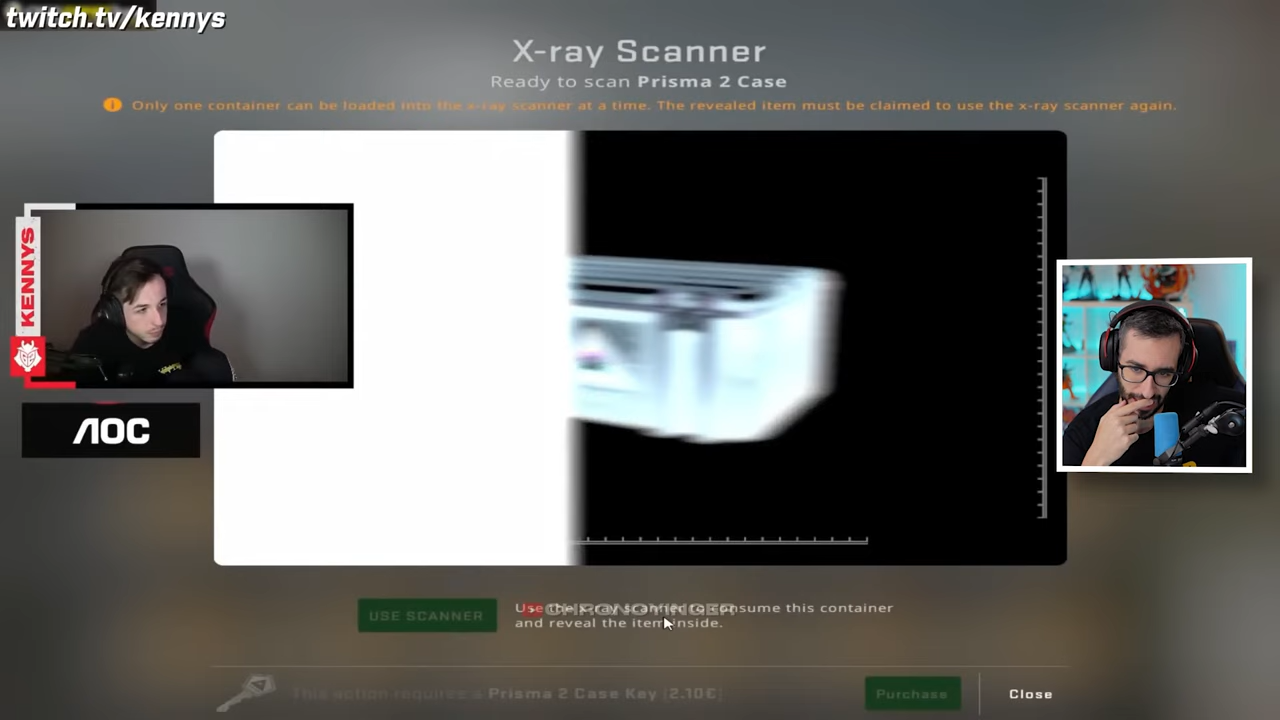 twitch.tv/kennys
X-ray Scanner
Ready to scan Prisma 2 Case
Only one container can be loaded into the x-ray scanner at a time. The revealed item must be claimed to use the x-ray scanner again.
KENNYS
AOC
USE SCANNER
Use the x-ray scanner to consume this container
and reveal the item inside.
This action requires a Prisma 2 Case Key [2.10€]
Purchase
Close